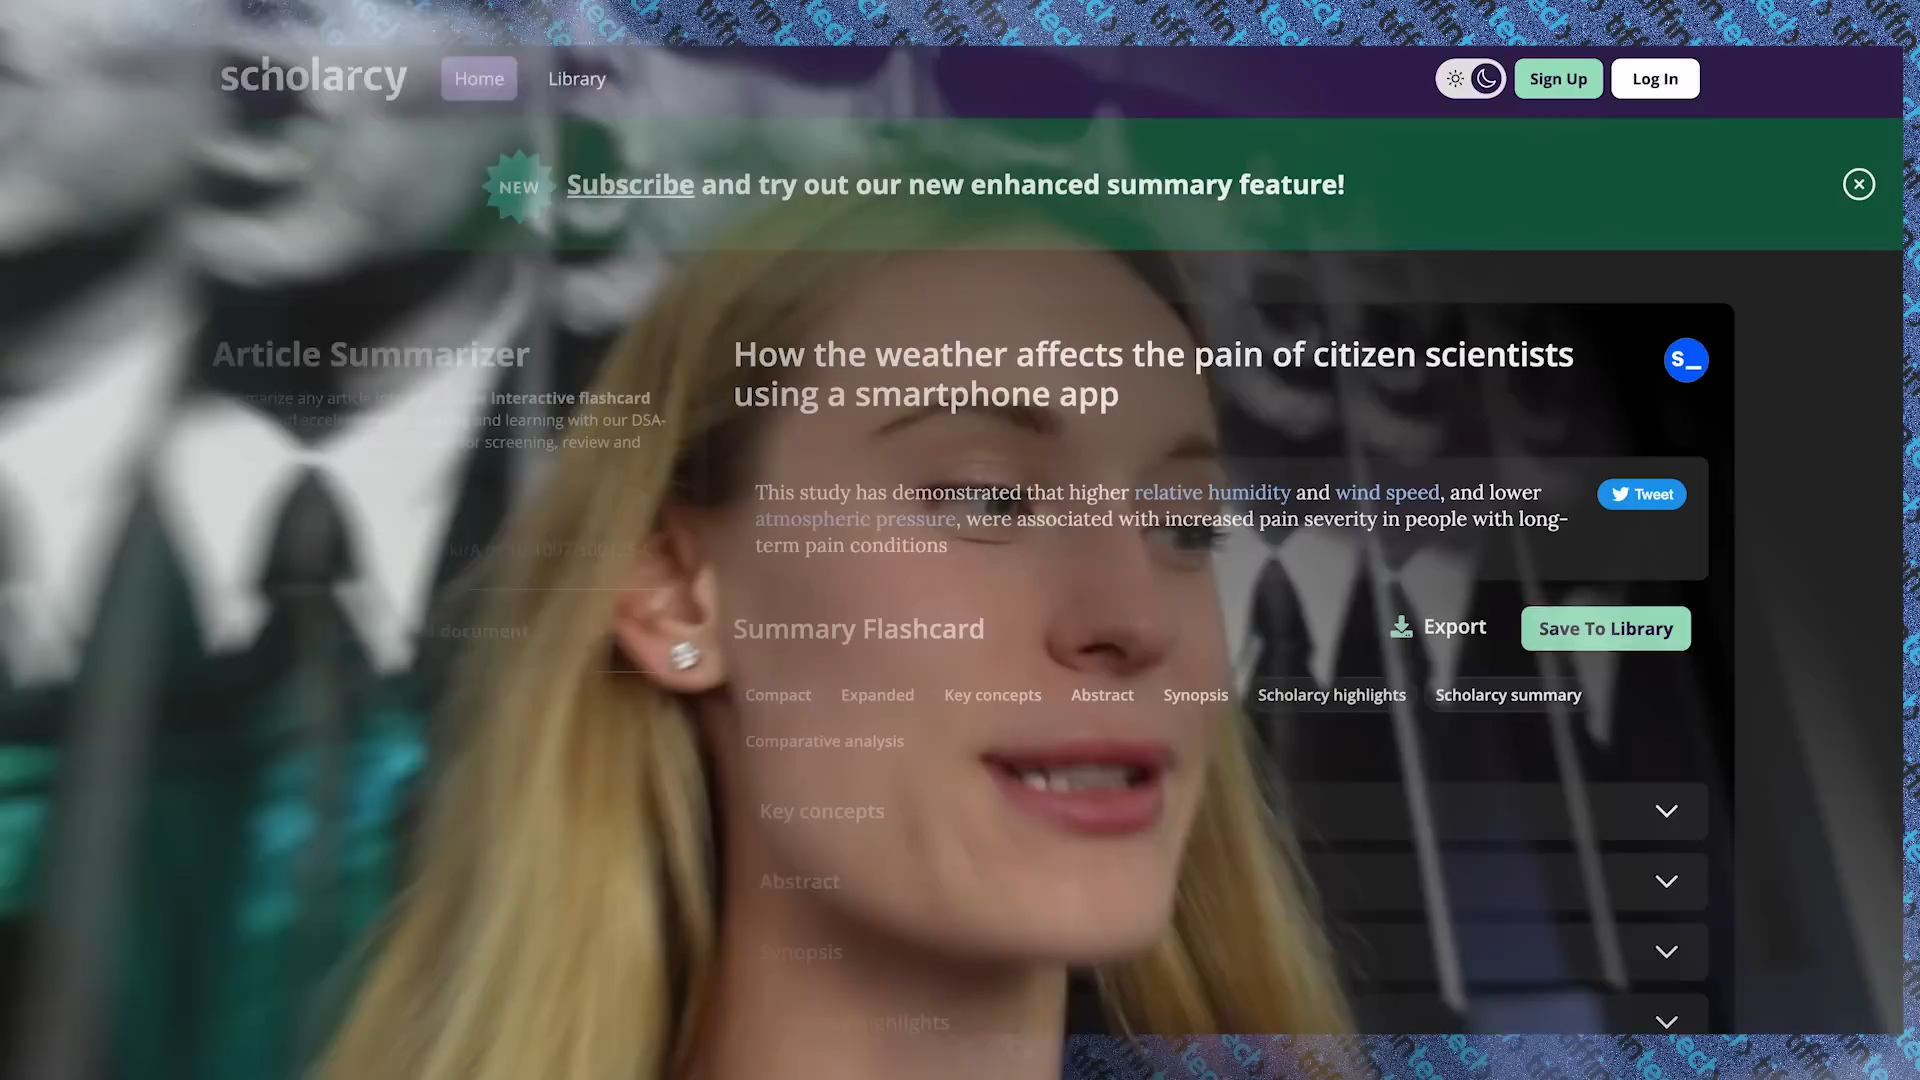 scholarcy
Home
Library
Sign Up
Log In
NEW
Subscribe and try out our new enhanced summary feature!
Article Summarizer
interactive flashcard
and learning with our DSA-
for screening, review and
document
How the weather affects the pain of citizen scientists
using a smartphone app
S_
This study has demonstrated that higher relative humidity and wind speed, and lower
atmospheric pressure, were associated with increased pain severity in people with long-
term pain conditions
Tweet
Summary Flashcard
Export
Save To Library
Compact
Expanded
Key concepts
Abstract
Synopsis
Scholarcy highlights
Scholarcy summary
Comparative analysis
Key concepts
Abstract
Synopsis
highlights
tiffin
tech